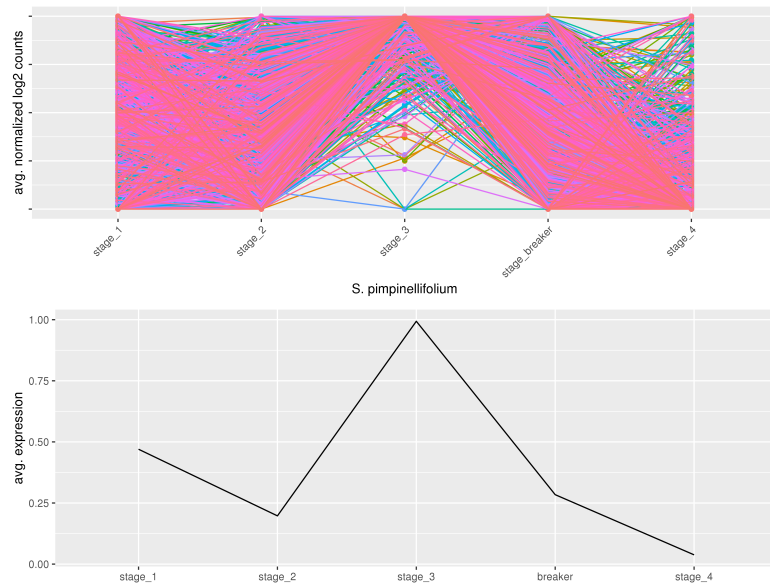 avg. normalized log2 counts
stage_1
stage_2
stage_3
stage_breaker
stage_4
S. pimpinellifolium
avg. expression
1.00
0.75
0.50
0.25
0.00
stage_1
stage_2
stage_3
breaker
stage_4